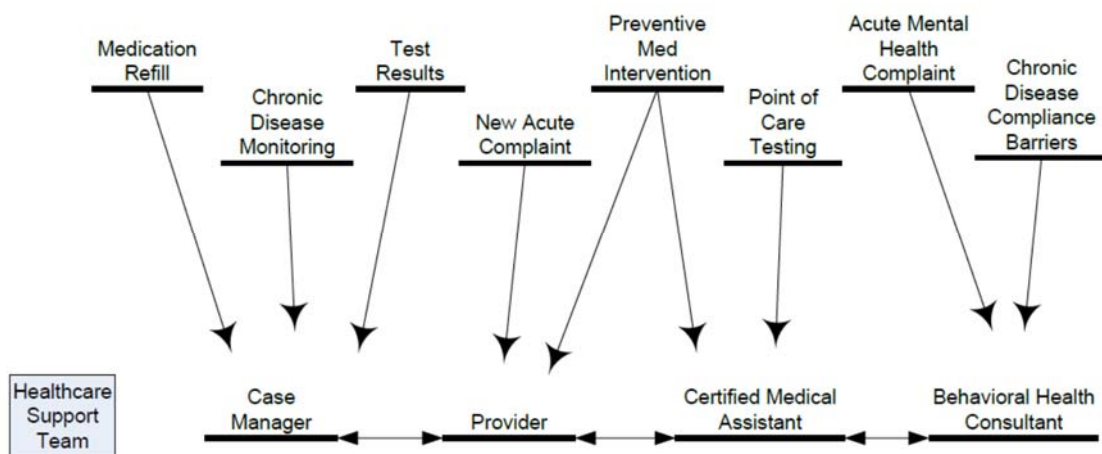 Medication
Refill
Chronic
Disease
Monitoring
Test
Results
New Acute
Complaint
Preventive
Med
Intervention
Point of
Care
Testing
Acute Mental
Health
Complaint
Chronic
Disease
Compliance
Barriers
Healthcare
Support
Team
Case
Manager
Provider
Certified Medical
Assistant
Behavioral Health
Consultant